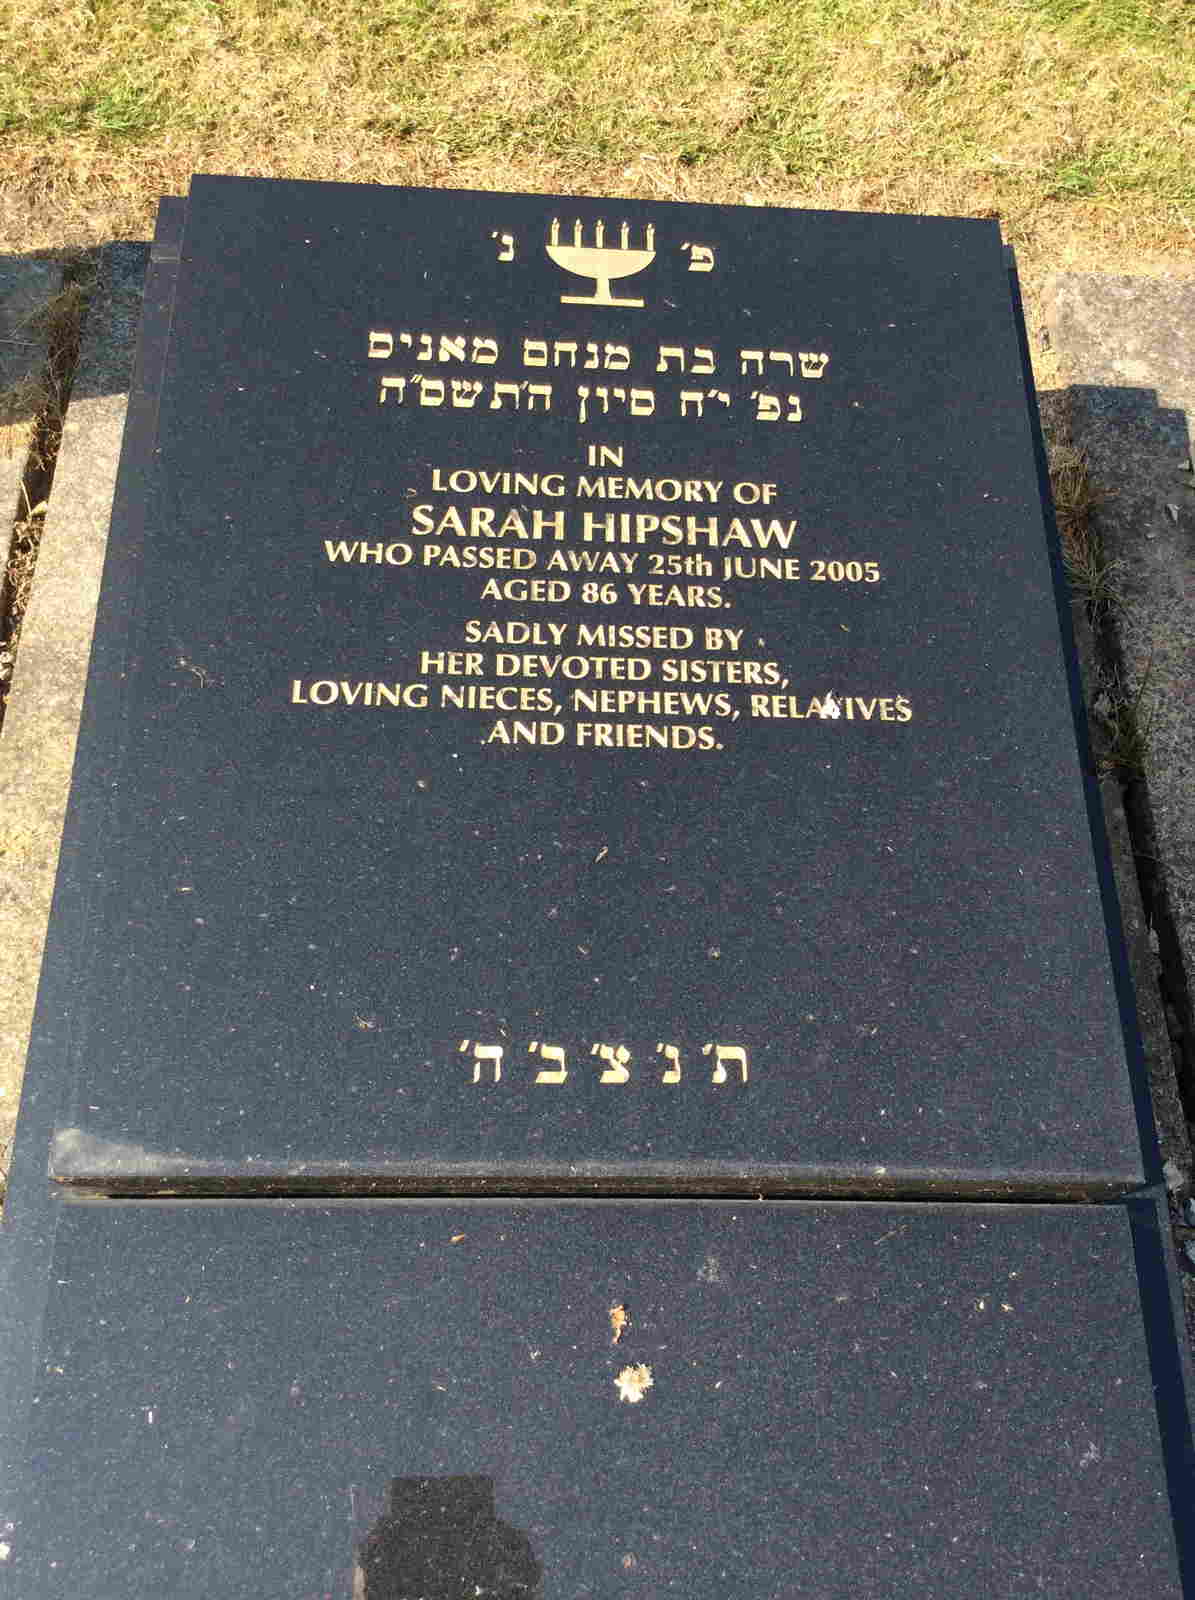 פ׳ נ׳
שרה בת מנחם מאניס
נפ׳ י״ח סיון ה׳תשס״ה
IN
LOVING MEMORY OF
SARAH HIPSHAW
WHO PASSED AWAY 25th JUNE 2005
AGED 86 YEARS.
SADLY MISSED BY
HER DEVOTED SISTERS,
LOVING NIECES, NEPHEWS, RELATIVES
AND FRIENDS.
ת׳ נ׳ צ׳ ב׳ ה׳